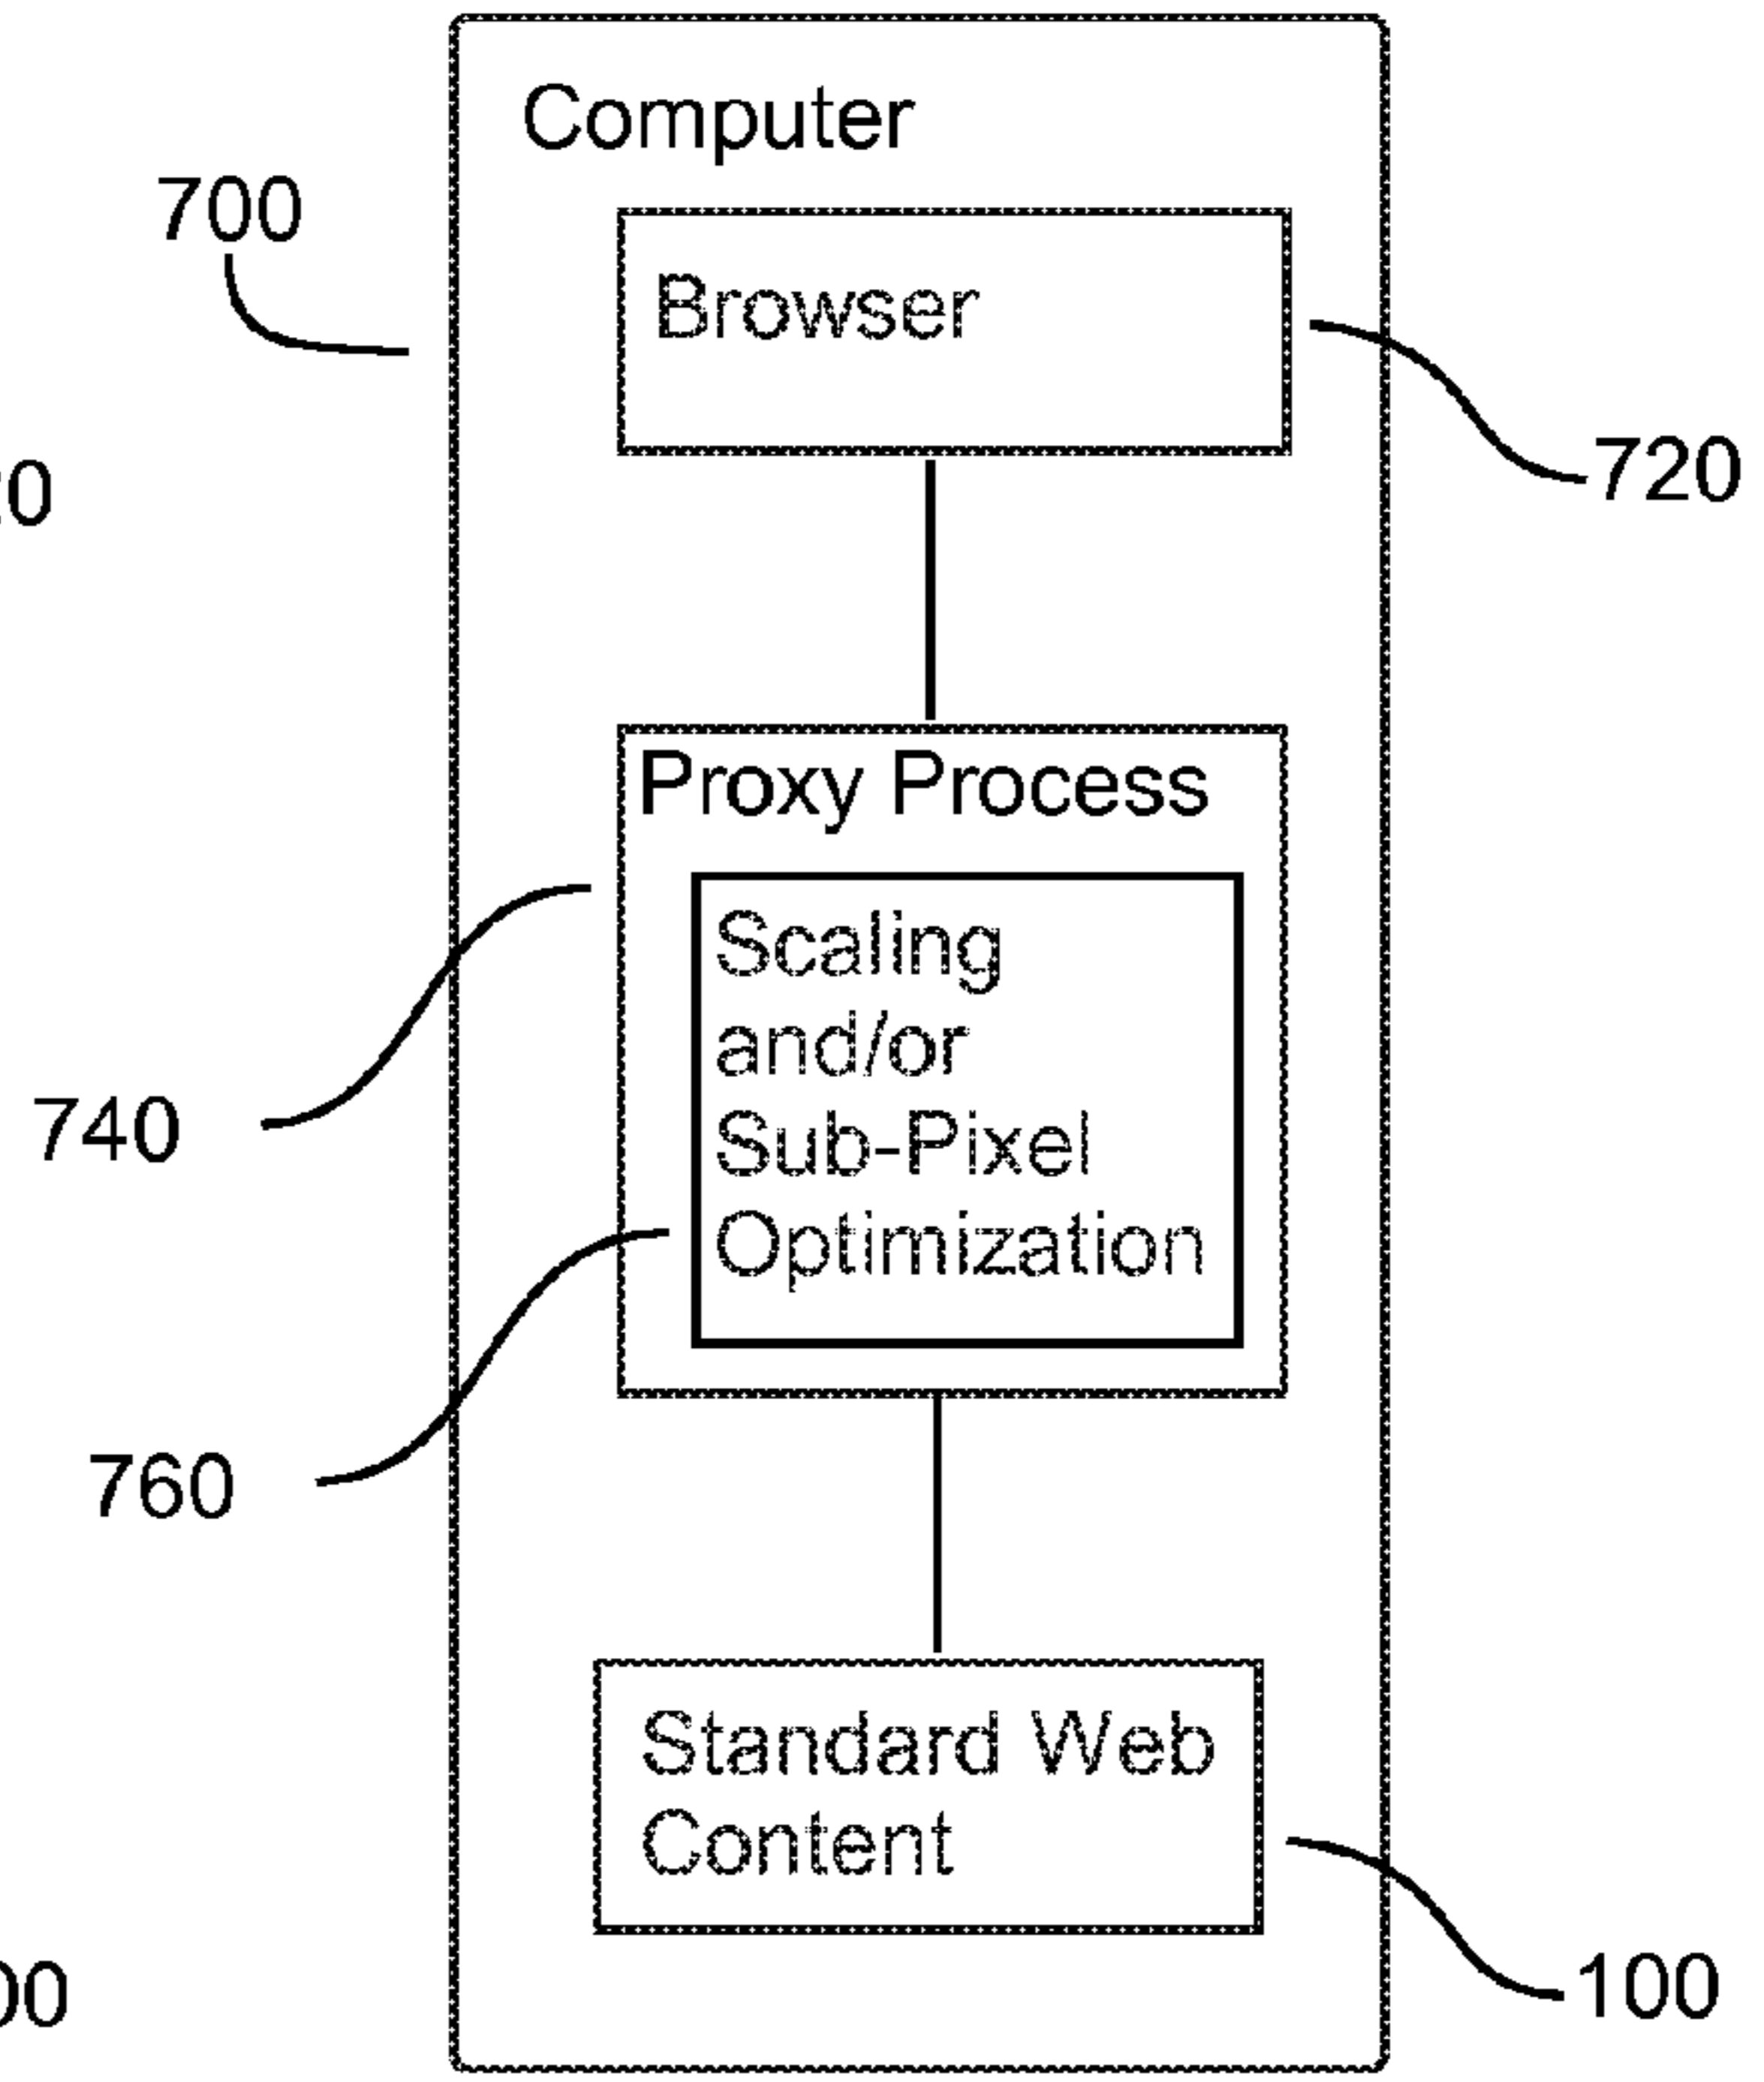 Computer
700
Browser
720
Proxy Process
Scaling
and/or
Sub-Pixel
Optimization
740
760
Standard Web
Content
100